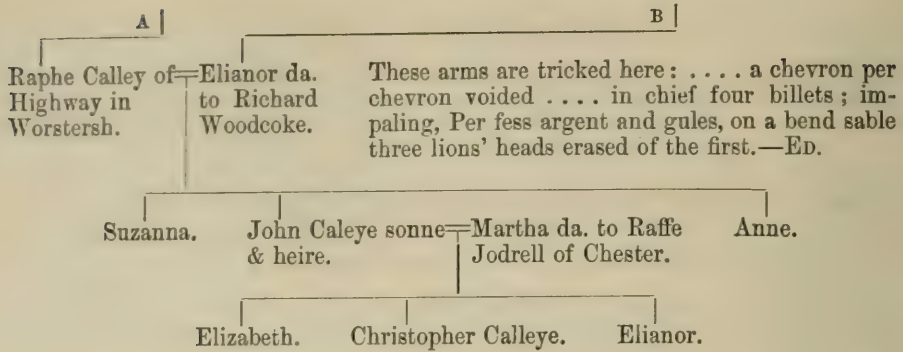 A B
Raphe Calley of Elianor da.
Highway in to Richard
Worstersh. Woodcoke.
These arms are tricked here: .... a chevron per
chevron voided .... in chief four billets; im-
paling, Per fess argent and gules, on a bend sable
three lions' heads erased of the first.—ED.
Suzanna. John Caleye sonne Martha da. to Raffe Anne.
& heire. Jodrell of Chester.
Elizabeth. Christopher Calleye. Elianor.